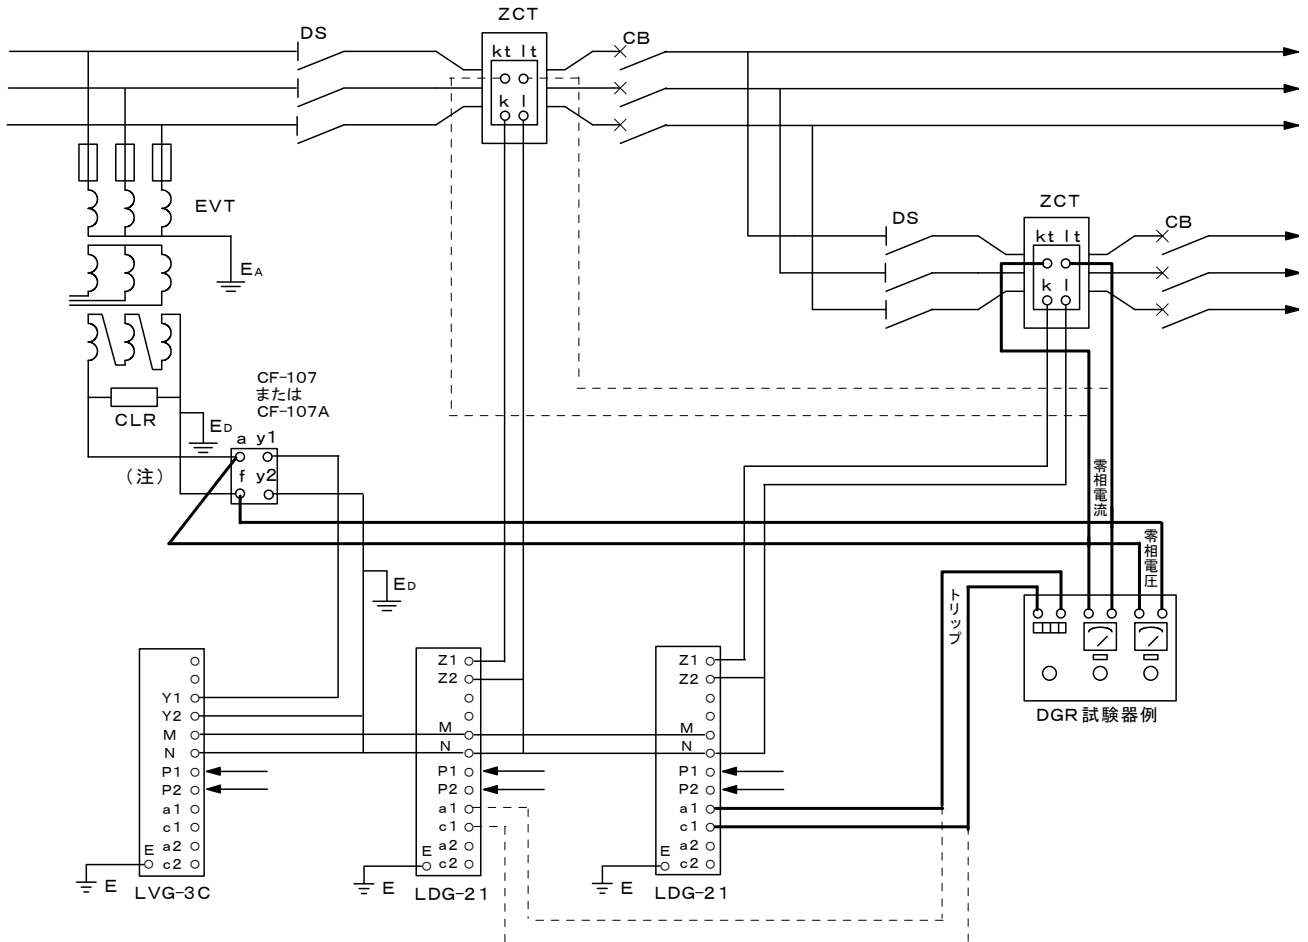 ZCT
DS
CB
kt lt
k l
EVT
EA
ZCT
DS
CB
kt lt
k l
CF-107
または
CF-107A
CLR
ED
a y1
(注)
f y2
零相電流
零相電圧
ED
トリップ
DGR試験器例
Y1
Y2
M
N
P1
P2
a1
c1
a2
c2
E
E
LVG-3C
Z1
Z2
M
N
P1
P2
a1
c1
a2
c2
E
E
LDG-21
Z1
Z2
M
N
P1
P2
a1
c1
a2
c2
E
E
LDG-21